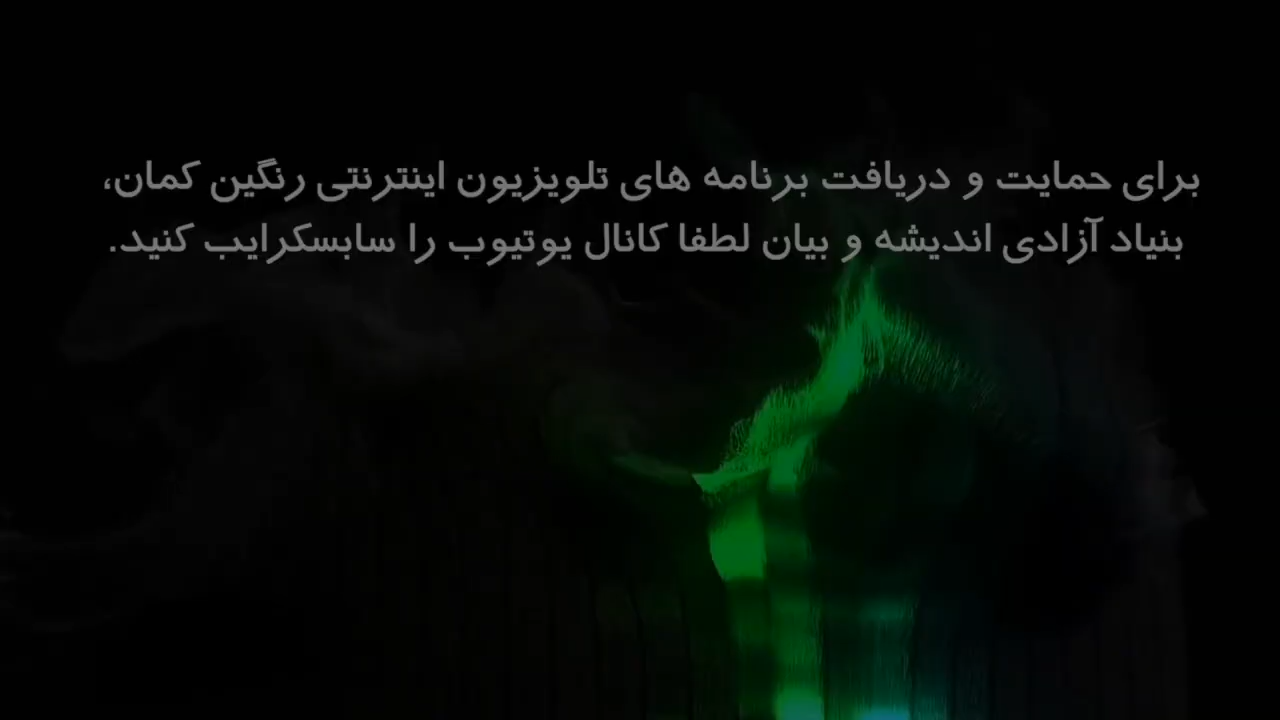 برای حمایت و دریافت برنامه های تلویزیون اینترنتی رنگین کمان،
بنیاد آزادی اندیشه و بیان لطفا کانال یوتیوب را سابسکرایب کنید.